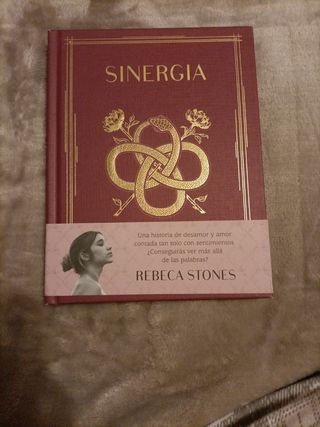 SINERGIA
Una historia de desamor y amor
contada tan solo con sentimientos.
¿Conseguirás ver más allá
de las palabras?
REBECA STONES